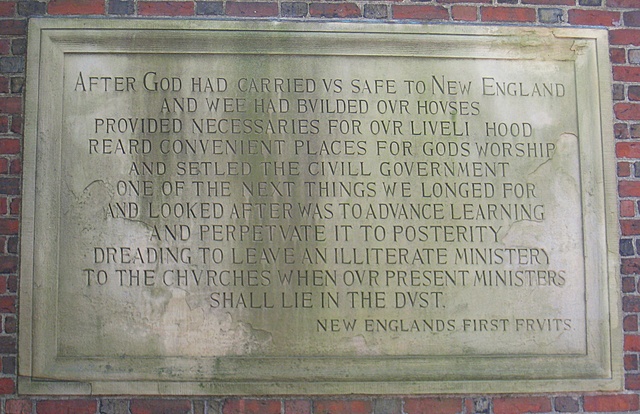 AFTER GOD HAD CARRIED VS SAFE TO NEW ENGLAND
AND WEE HAD BVILDED OVR HOVSES
PROVIDED NECESSARIES FOR OVR LIVELI HOOD
REARD CONVENIENT PLACES FOR GODS WORSHIP
AND SETLED THE CIVILL GOVERNMENT
ONE OF THE NEXT THINGS WE LONGED FOR
AND LOOKED AFTER WAS TO ADVANCE LEARNING
AND PERPETVATE IT TO POSTERITY
DREADING TO LEAVE AN ILLITERATE MINISTERY
TO THE CHVRCHES WHEN OVR PRESENT MINISTERS
SHALL LIE IN THE DVST.
NEW ENGLANDS FIRST FRVITS